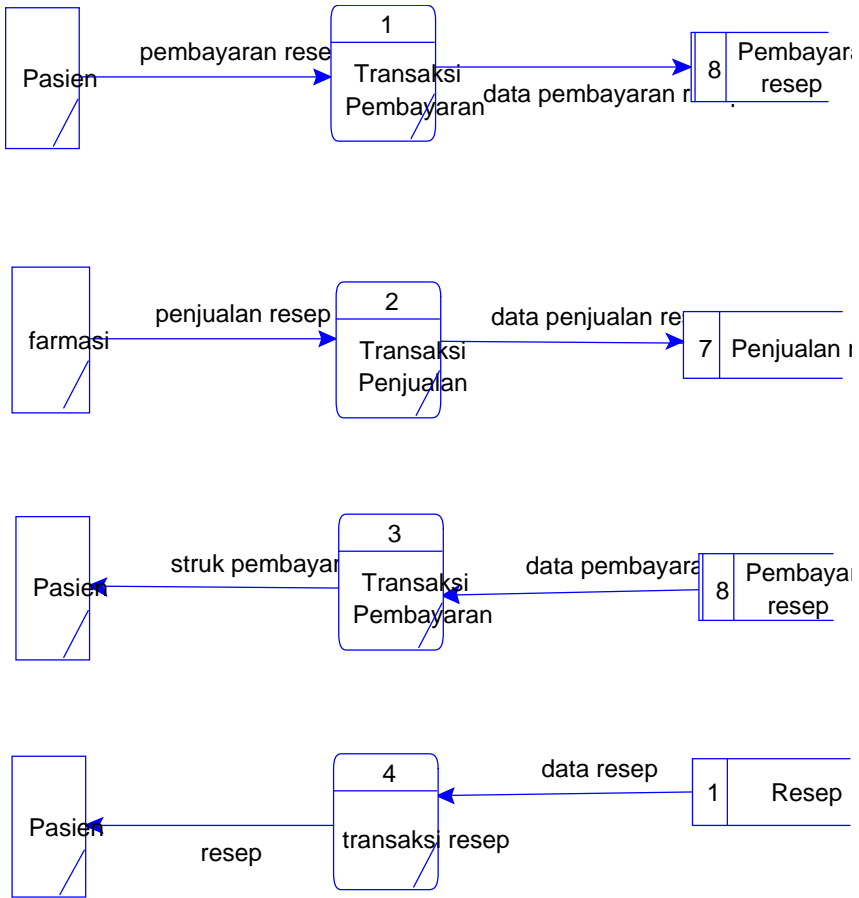 1
pembayaran rese
Pasien
Transaksi
Pembayaran
data pembayaran r
8
Pembayara
resep
2
penjualan resep
farmasi
Transaksi
Penjualan
data penjualan re
7
Penjualan r
3
struk pembayar
Pasien
Transaksi
Pembayaran
data pembayara
8
Pembayar
resep
4
data resep
1
Resep
Pasien
resep
transaksi resep